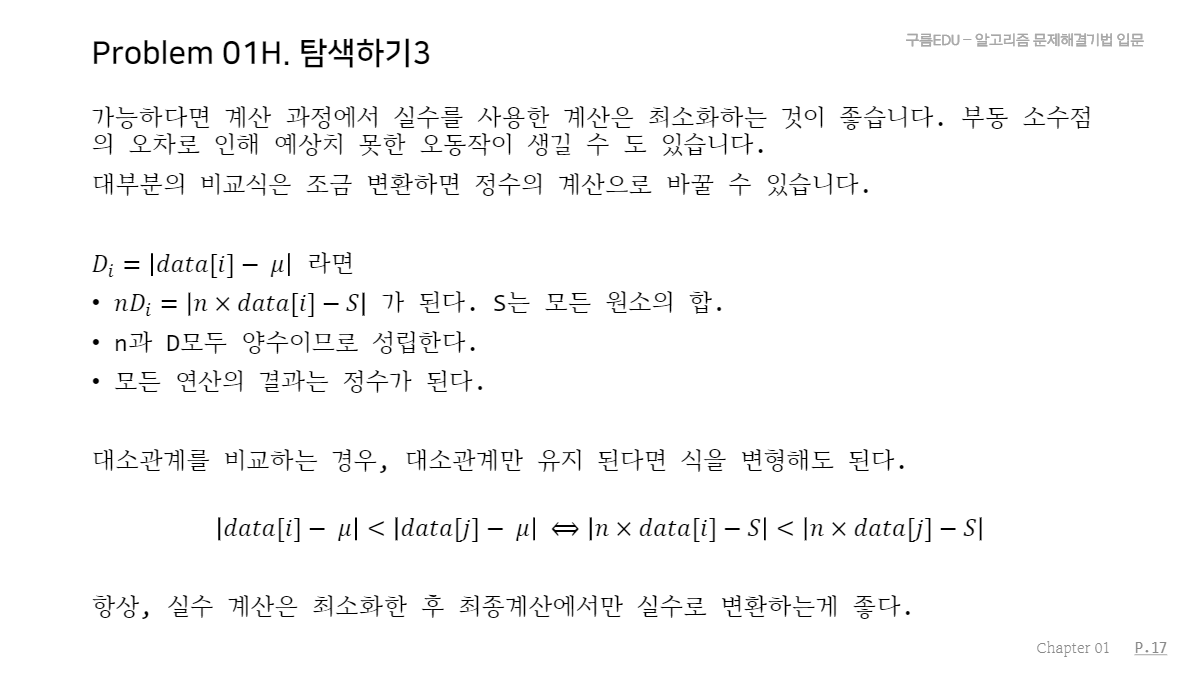 Problem 01H. 탐색하기3
구름EDU – 알고리즘 문제해결기법 입문
가능하다면 계산 과정에서 실수를 사용한 계산은 최소화하는 것이 좋습니다. 부동 소수점
의 오차로 인해 예상치 못한 오동작이 생길 수 도 있습니다.
대부분의 비교식은 조금 변환하면 정수의 계산으로 바꿀 수 있습니다.
D_i = |data[i] − μ| 라면
• nD_i = |n × data[i] − S| 가 된다. S는 모든 원소의 합.
• n과 D모두 양수이므로 성립한다.
• 모든 연산의 결과는 정수가 된다.
대소관계를 비교하는 경우, 대소관계만 유지 된다면 식을 변형해도 된다.
|data[i] − μ| < |data[j] − μ| ⟺ |n × data[i] − S| < |n × data[j] − S|
항상, 실수 계산은 최소화한 후 최종계산에서만 실수로 변환하는게 좋다.
Chapter 01 P.17